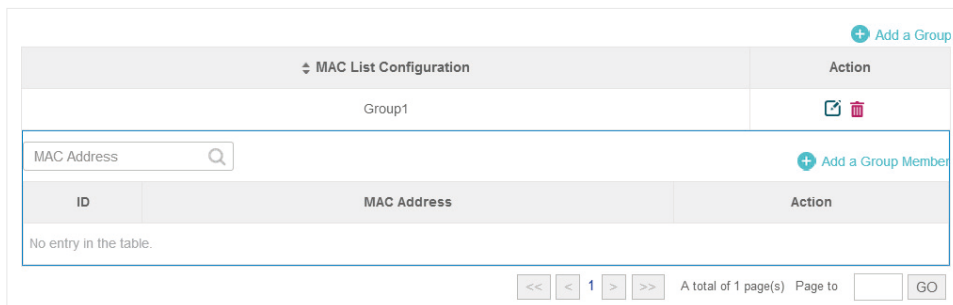 Add a Group
MAC List Configuration Action
Group1
MAC Address
Add a Group Member
ID MAC Address Action
No entry in the table.
<< < 1 > >> A total of 1 page(s) Page to GO